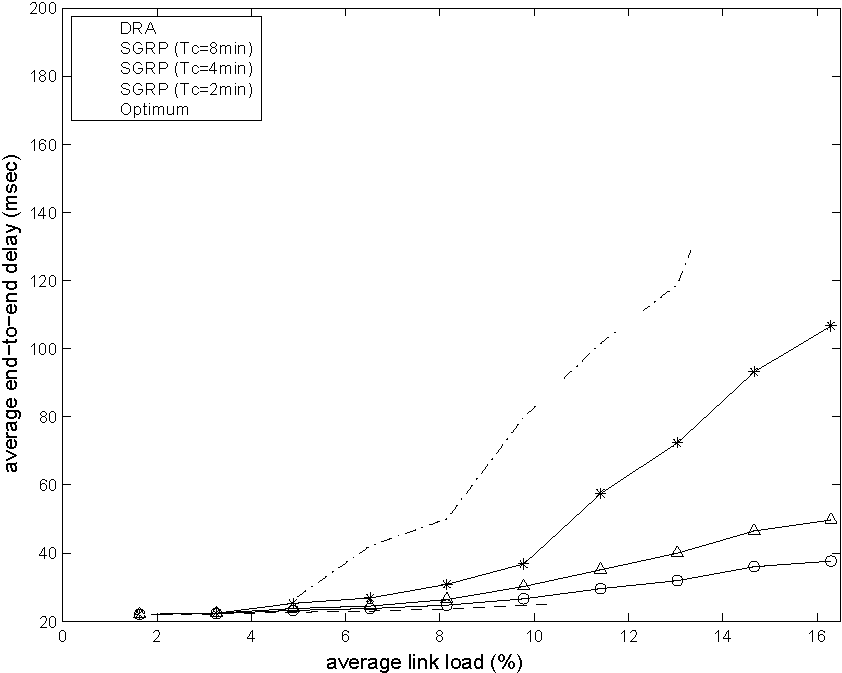 200
180
160
140
120
100
80
60
40
20
0
2
4
6
8
10
12
14
16
average end-to-end delay (msec)
average link load (%)
DRA
SGRP (Tc=8min)
SGRP (Tc=4min)
SGRP (Tc=2min)
Optimum